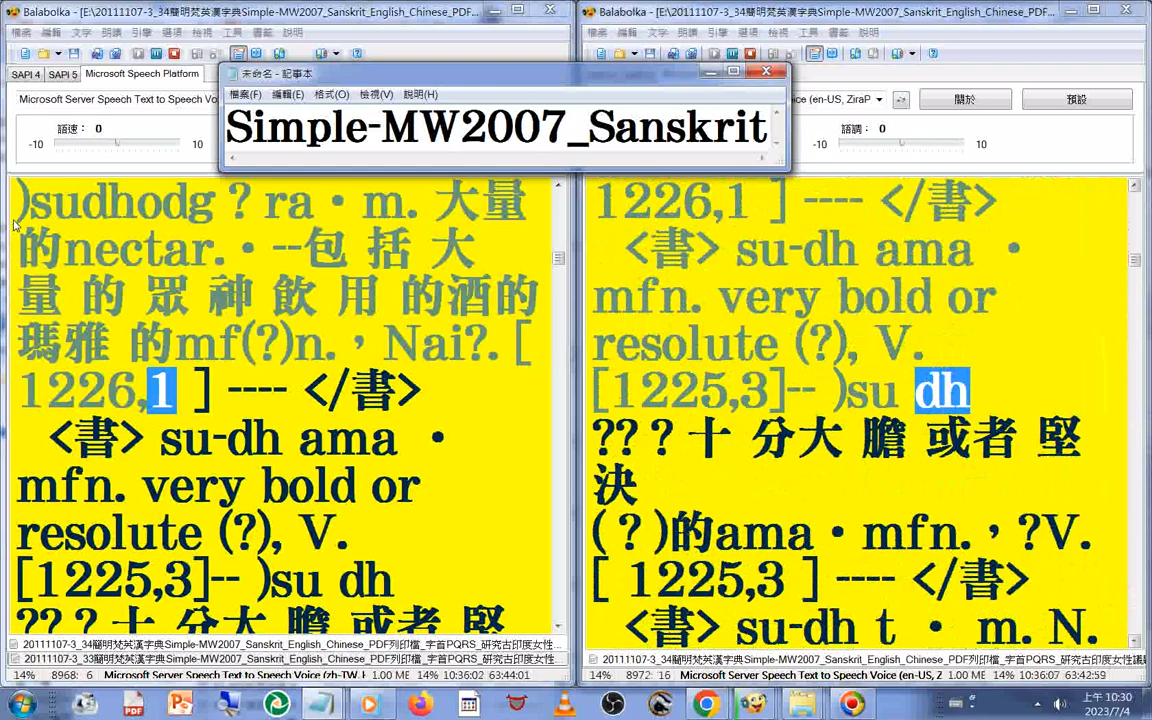 Balabolka - [E:\20111107-3_34簡明梵英漢字典Simple-MW2007_Sanskrit_English_Chinese_PDF...
檔案 編輯 文字 朗讀 引擎 選項 檢視 工具 書籤 說明
SAPI 4 SAPI 5 Microsoft Speech Platform
Microsoft Server Speech Text to Speech Vo
語速： 0
-10 10
)sudhodg ? ra・m. 大量
的nectar.・--包 括 大
量 的 眾 神 飲 用 的酒的
瑪雅 的mf(?)n.，Nai?. [
1226,1 ] ---- </書>
<書> su-dh ama ・
mfn. very bold or
resolute (?), V.
[1225,3]-- )su dh
?? ? 十 分大 膽 或者 堅
20111107-3_34簡明梵英漢字典Simple-MW2007_Sanskrit_English_Chinese_PDF列印檔_字首PQRS_研究古印度女性...
20111107-3_33簡明梵英漢字典Simple-MW2007_Sanskrit_English_Chinese_PDF列印檔_字首PQRS_研究古印度女性...
14% 8968: 6 Microsoft Server Speech Text to Speech Voice (zh-TW, 1.00 MB 14% 10:36:02 63:44:01
未命名 - 記事本
檔案(F) 編輯(E) 格式(O) 檢視(V) 說明(H)
Simple-MW2007_Sanskrit
Balabolka - [E:\20111107-3_34簡明梵英漢字典Simple-MW2007_Sanskrit_English_Chinese_PDF...
檔案 編輯 文字 朗讀 引擎 選項 檢視 工具 書籤 說明
ice (en-US, ZiraP
關於
預設
語調： 0
-10 10
1226,1 ] ---- </書>
<書> su-dh ama ・
mfn. very bold or
resolute (?), V.
[1225,3]-- )su dh
?? ? 十 分大 膽 或者 堅
決
( ? )的ama・mfn.，?V.
[ 1225,3 ] ---- </書>
<書> su-dh t ・ m. N.
20111107-3_34簡明梵英漢字典Simple-MW2007_Sanskrit_English_Chinese_PDF列印檔_字首PQRS_研究古印度女性議
14% 8972: 16 Microsoft Server Speech Text to Speech Voice (en-US, Z 1.00 MB 14% 10:36:07 63:42:59
上午 10:30
2023/7/4